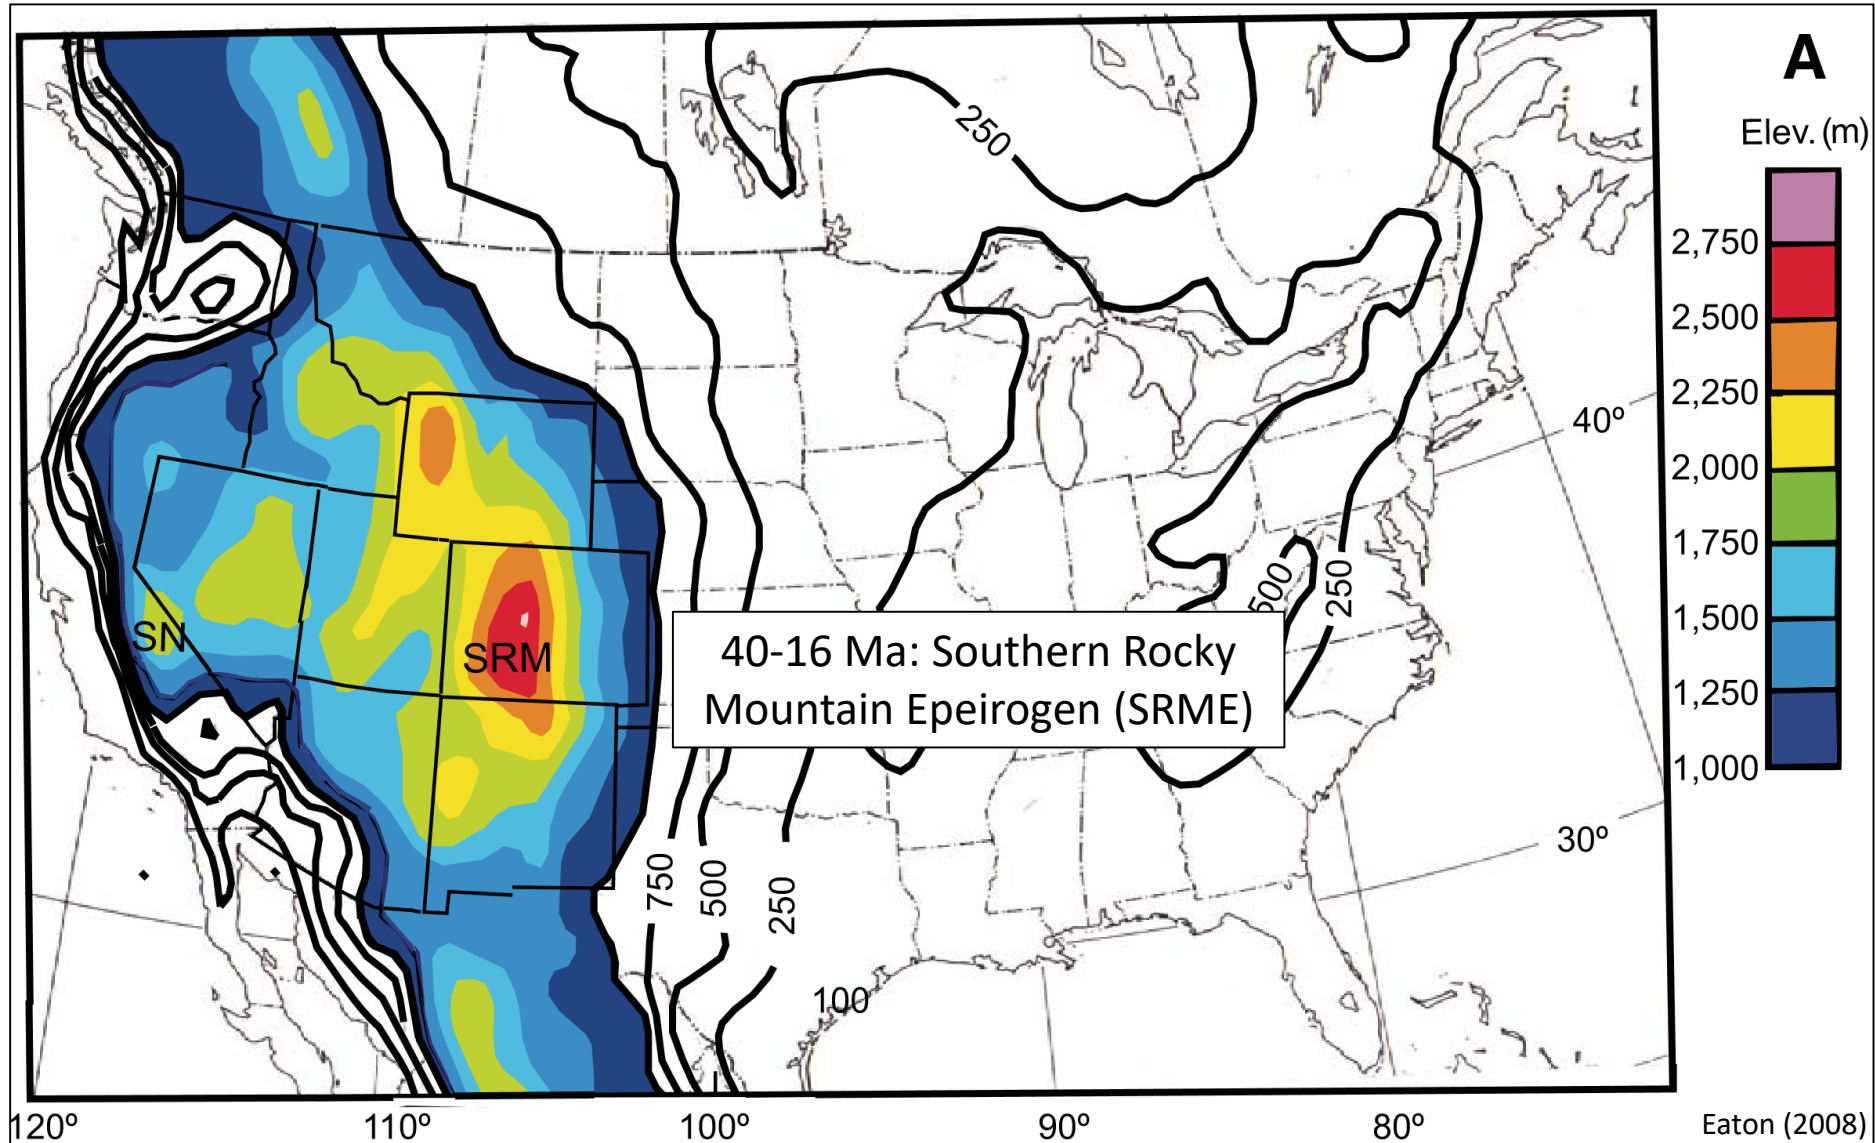 A
Elev. (m)
2,750
2,500
2,250
2,000
1,750
1,500
1,250
1,000
250
40º
500
250
SN
SRM
40-16 Ma: Southern Rocky
Mountain Epeirogen (SRME)
30º
750
500
250
100
120º 110º 100º 90º 80º
Eaton (2008)